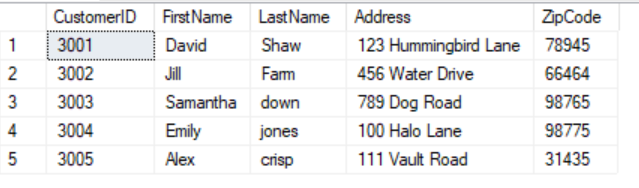 CustomerID FirstName LastName Address ZipCode
1 3001 David Shaw 123 Hummingbird Lane 78945
2 3002 Jill Farm 456 Water Drive 66464
3 3003 Samantha down 789 Dog Road 98765
4 3004 Emily jones 100 Halo Lane 98775
5 3005 Alex crisp 111 Vault Road 31435